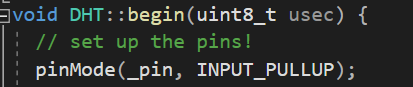 void DHT::begin(uint8_t usec) {
// set up the pins!
pinMode(_pin, INPUT_PULLUP);